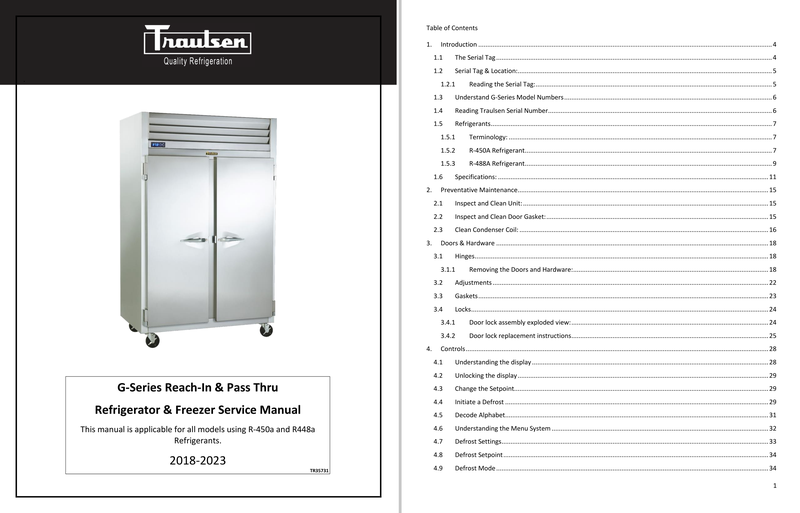 Traulsen
Quality Refrigeration
G-Series Reach-In & Pass Thru
Refrigerator & Freezer Service Manual
This manual is applicable for all models using R-450a and R448a
Refrigerants.
2018-2023
TR35731
Table of Contents
1. Introduction 4
1.1 The Serial Tag 4
1.2 Serial Tag & Location: 5
1.2.1 Reading the Serial Tag: 5
1.3 Understand G-Series Model Numbers 6
1.4 Reading Traulsen Serial Number 6
1.5 Refrigerants 7
1.5.1 Terminology: 7
1.5.2 R-450A Refrigerant 7
1.5.3 R-488A Refrigerant 9
1.6 Specifications: 11
2. Preventative Maintenance 15
2.1 Inspect and Clean Unit: 15
2.2 Inspect and Clean Door Gasket: 15
2.3 Clean Condenser Coil: 16
3. Doors & Hardware 18
3.1 Hinges 18
3.1.1 Removing the Doors and Hardware: 18
3.2 Adjustments 22
3.3 Gaskets 23
3.4 Locks 24
3.4.1 Door lock assembly exploded view: 24
3.4.2 Door lock replacement instructions 25
4. Controls 28
4.1 Understanding the display 28
4.2 Unlocking the display 29
4.3 Change the Setpoint 29
4.4 Initiate a Defrost 29
4.5 Decode Alphabet 31
4.6 Understanding the Menu System 32
4.7 Defrost Settings 33
4.8 Defrost Setpoint 34
4.9 Defrost Mode 34
1